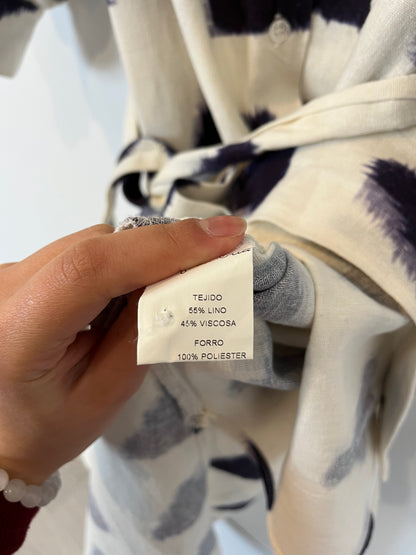 TEJIDO
55% LINO
45% VISCOSA
FORRO
100% POLIESTER